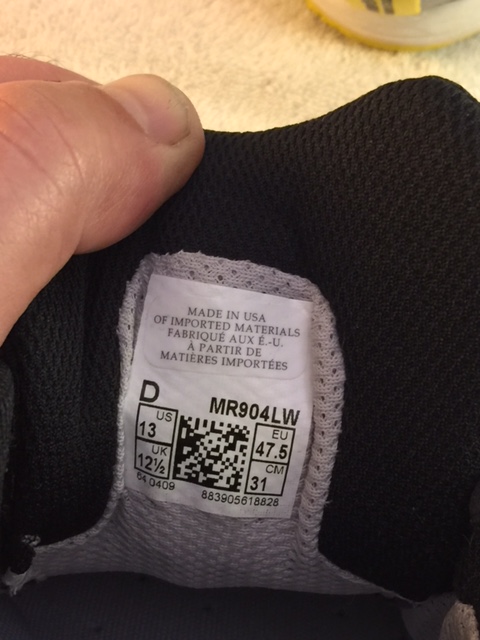 MADE IN USA
OF IMPORTED MATERIALS
FABRIQUÉ AUX É.-U.
À PARTIR DE
MATIÈRES IMPORTÉES
D MR904LW
US
13
EU
47.5
UK
12½
CM
31
64 0409
883905618828